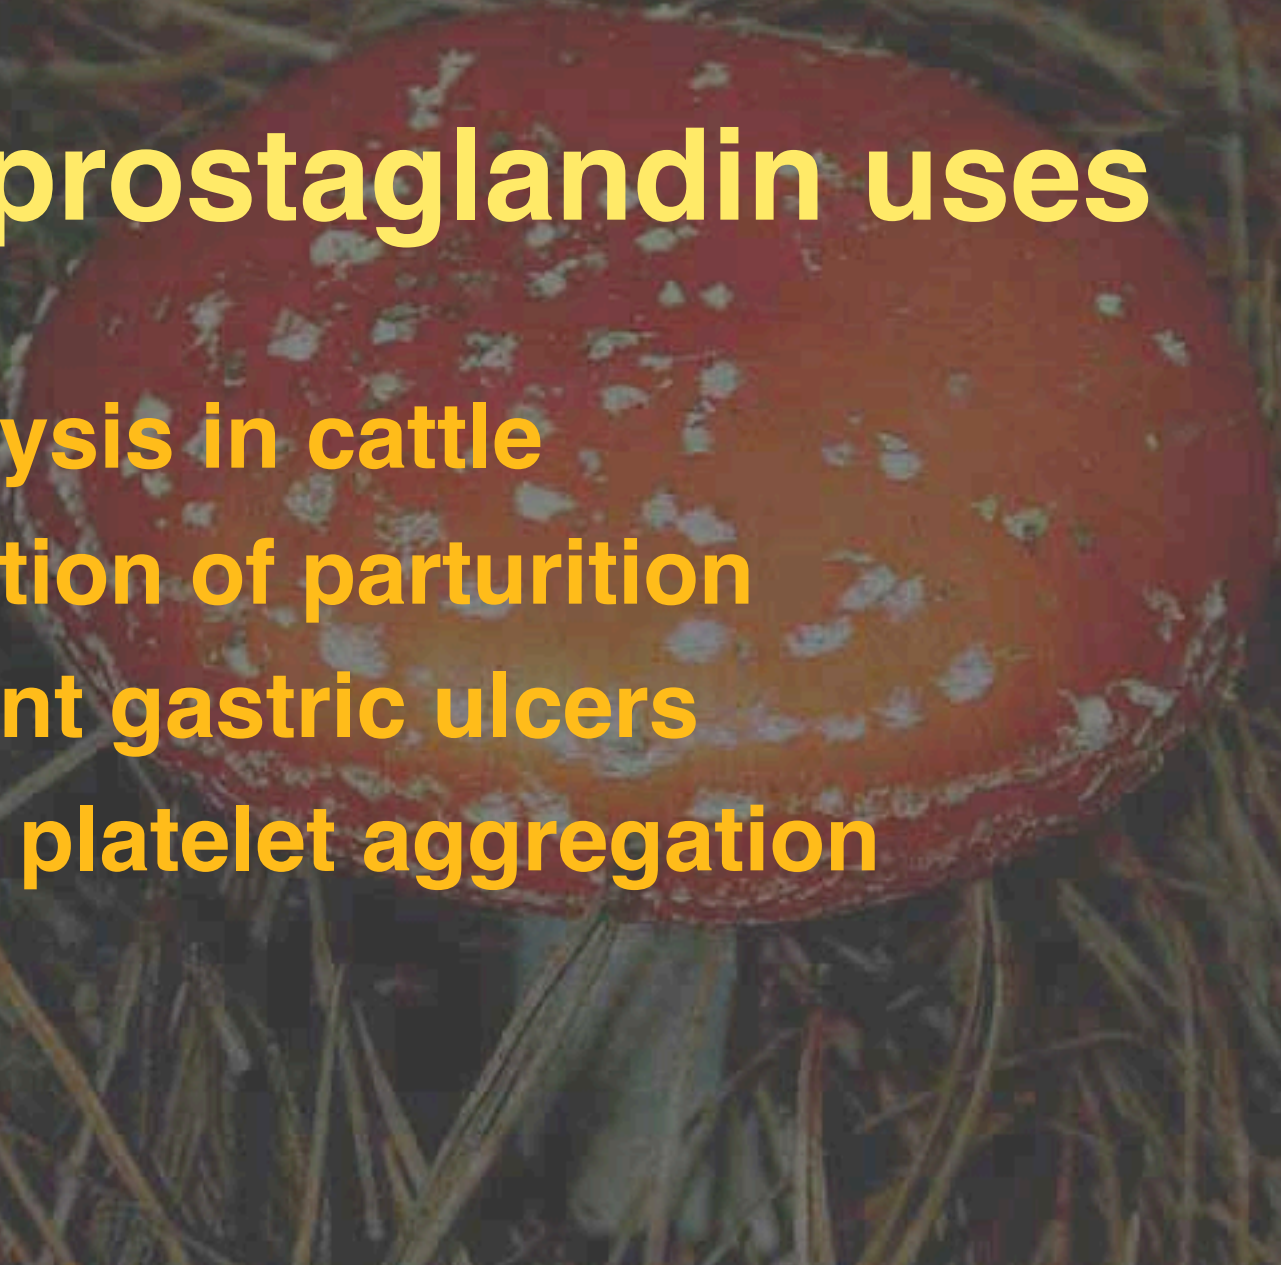 prostaglandin uses
ysis in cattle
tion of parturition
nt gastric ulcers
platelet aggregation